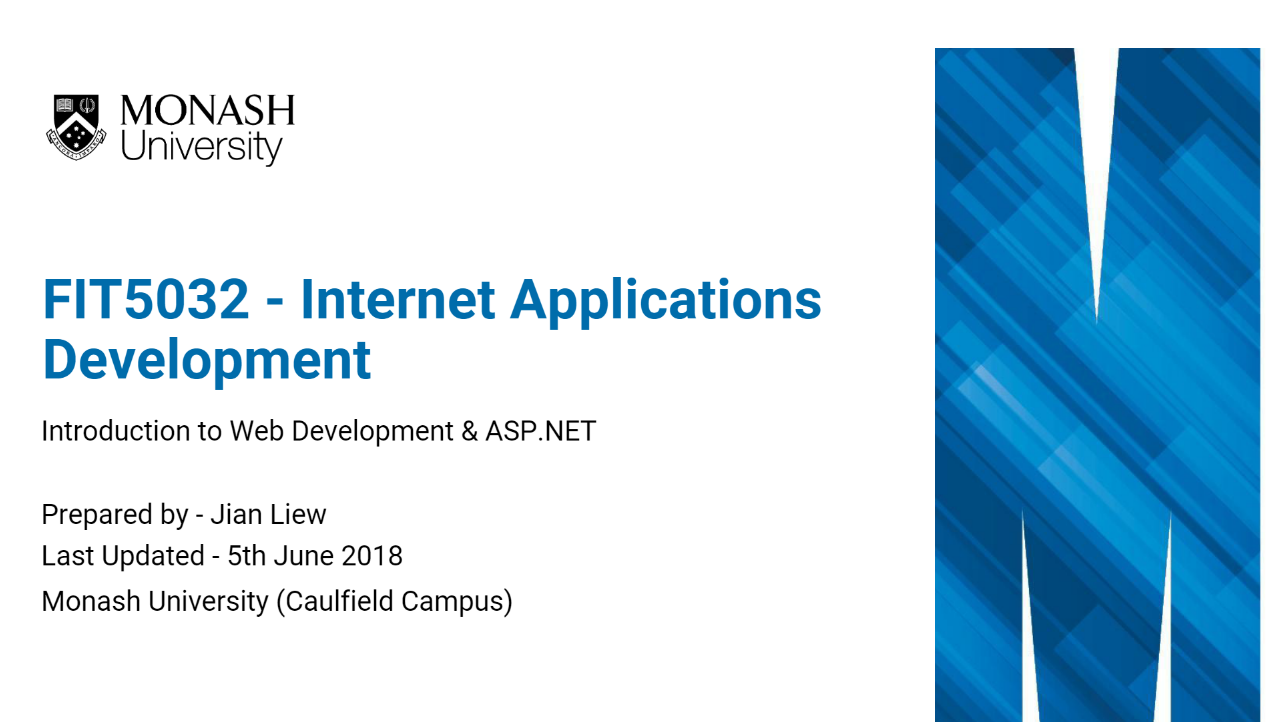 MONASH
University
FIT5032 - Internet Applications
Development
Introduction to Web Development & ASP.NET
Prepared by - Jian Liew
Last Updated - 5th June 2018
Monash University (Caulfield Campus)